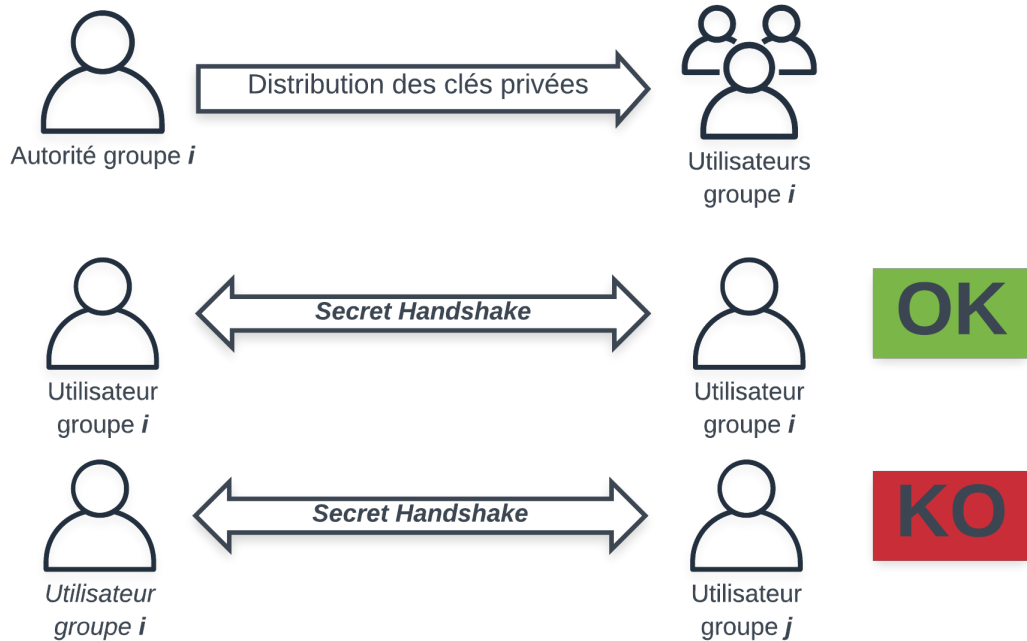 Distribution des clés privées
Autorité groupe i
Utilisateurs
groupe i
Secret Handshake
OK
Utilisateur
groupe i
Utilisateur
groupe i
Secret Handshake
KO
Utilisateur
groupe i
Utilisateur
groupe j